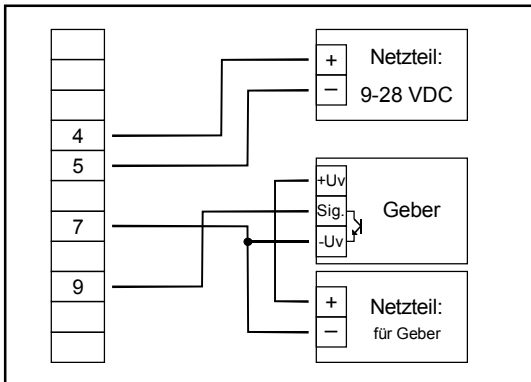 4
5
7
9
+
–
Netzteil:
9-28 VDC
+Uv
Sig.
-Uv
Geber
+
–
Netzteil:
für Geber